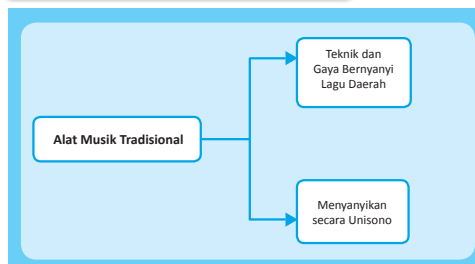 Teknik dan
Gaya Bernyanyi
Lagu Daerah
Alat Musik Tradisional
Menyanyikan
secara Unisono